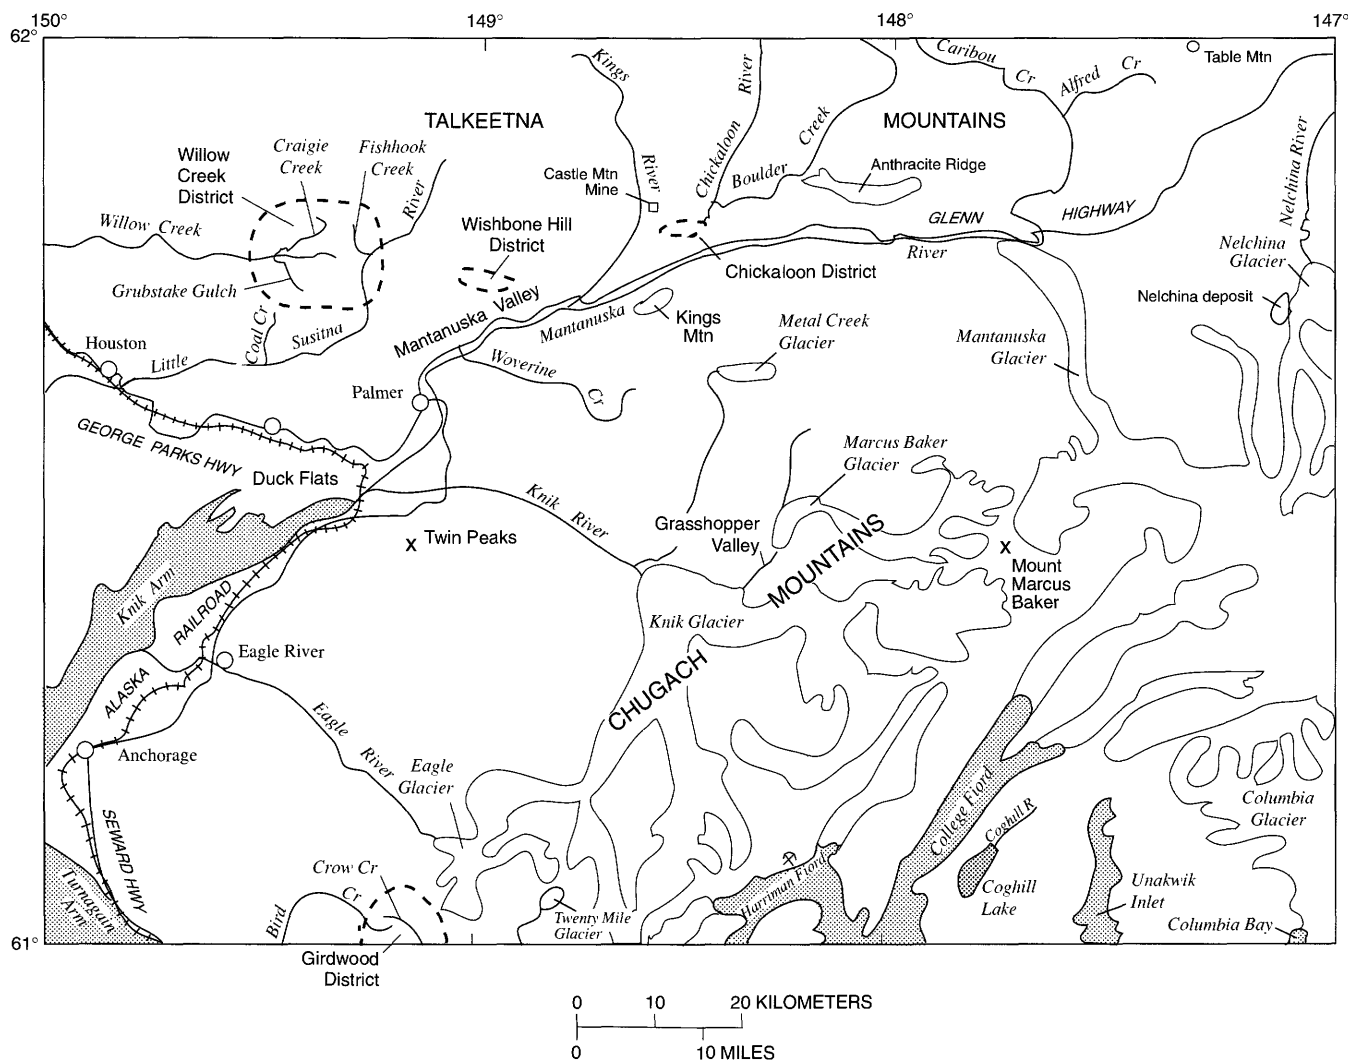 150°
149°
148°
147°
62°
Kings
River
River
Caribou
Cr
Alfred
Cr
Table Mtn
TALKEETNA
MOUNTAINS
Creek
Chickaloon
Boulder
Nelchina River
Craigie
Creek
Fishhook
Creek
Willow
Creek
District
River
Castle Mtn
Mine
Anthracite Ridge
Willow Creek
Wishbone Hill
District
GLENN
HIGHWAY
River
Nelchina
Glacier
Chickaloon District
Grubstake Gulch
Nelchina deposit
Mantanuska Valley
Mantanuska
Kings
Mtn
Metal Creek
Glacier
Mantanuska
Glacier
Coal Cr
Susitna
Houston
Little
Woverine
Cr
Palmer
GEORGE PARKS HWY
Duck Flats
Marcus Baker
Glacier
Knik
River
Grasshopper
Valley
Twin Peaks
MOUNTAINS
Mount
Marcus
Baker
Knik Arm
RAILROAD
Knik Glacier
Eagle River
CHUGACH
ALASKA
Eagle
River
Anchorage
Eagle
Glacier
College Fiord
Columbia
Glacier
SEWARD HWY
Coghill R
Crow Cr
Harriman Fiord
Coghill
Lake
Unakwik
Inlet
Turnagain
Arm
Bird
Cr
Twenty Mile
Glacier
Columbia Bay
61°
Girdwood
District
0 10 20 KILOMETERS
0 10 MILES